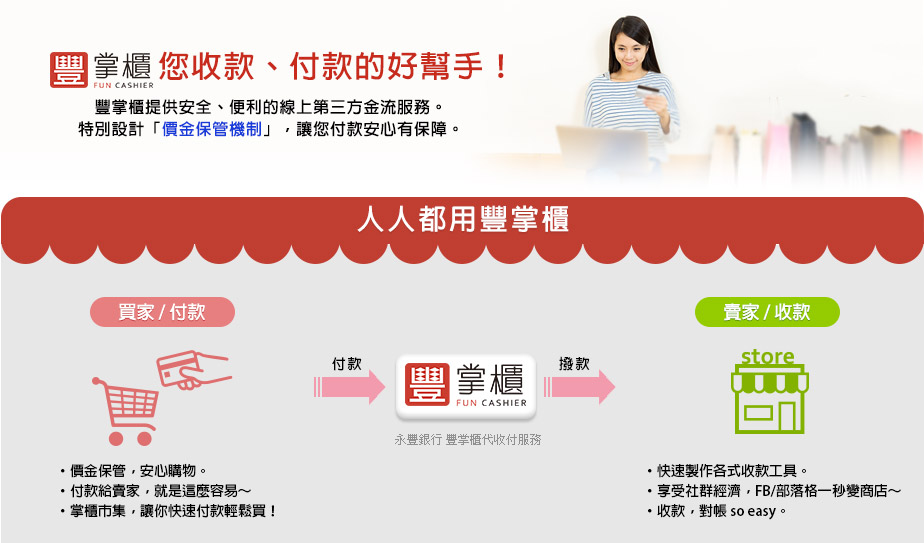 豐 掌櫃 FUN CASHIER 您收款、付款的好幫手！
豐掌櫃提供安全、便利的線上第三方金流服務。
特別設計「價金保管機制」，讓您付款安心有保障。
人人都用豐掌櫃
買家 / 付款
付款
豐 掌櫃
FUN CASHIER
永豐銀行 豐掌櫃代收付服務
撥款
賣家 / 收款
store
・價金保管，安心購物。
・付款給賣家，就是這麼容易～
・掌櫃市集，讓你快速付款輕鬆買！
・快速製作各式收款工具。
・享受社群經濟，FB/部落格一秒變商店～
・收款，對帳 so easy。